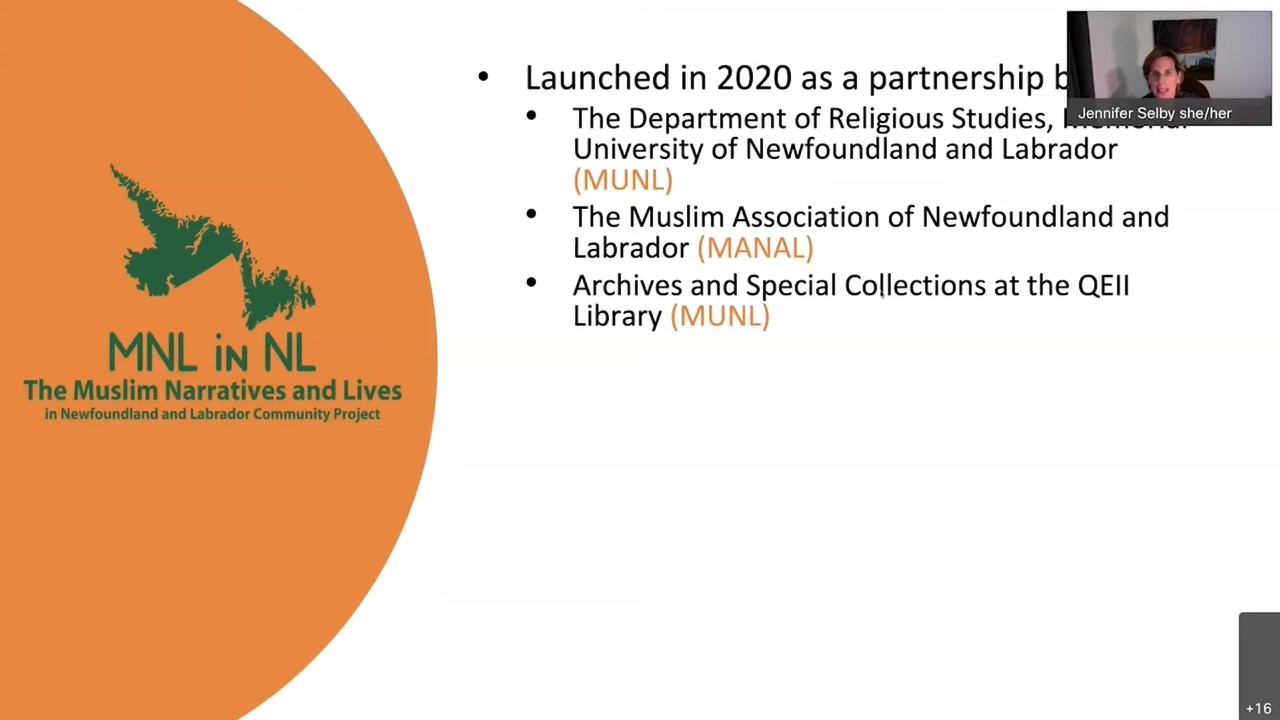 • Launched in 2020 as a partnership
Jennifer Selby she/her
• The Department of Religious Studies,
University of Newfoundland and Labrador
(MUNL)
• The Muslim Association of Newfoundland and
Labrador (MANAL)
• Archives and Special Collections at the QEII
Library (MUNL)
MNL in NL
The Muslim Narratives and Lives
in Newfoundland and Labrador Community Project
+16